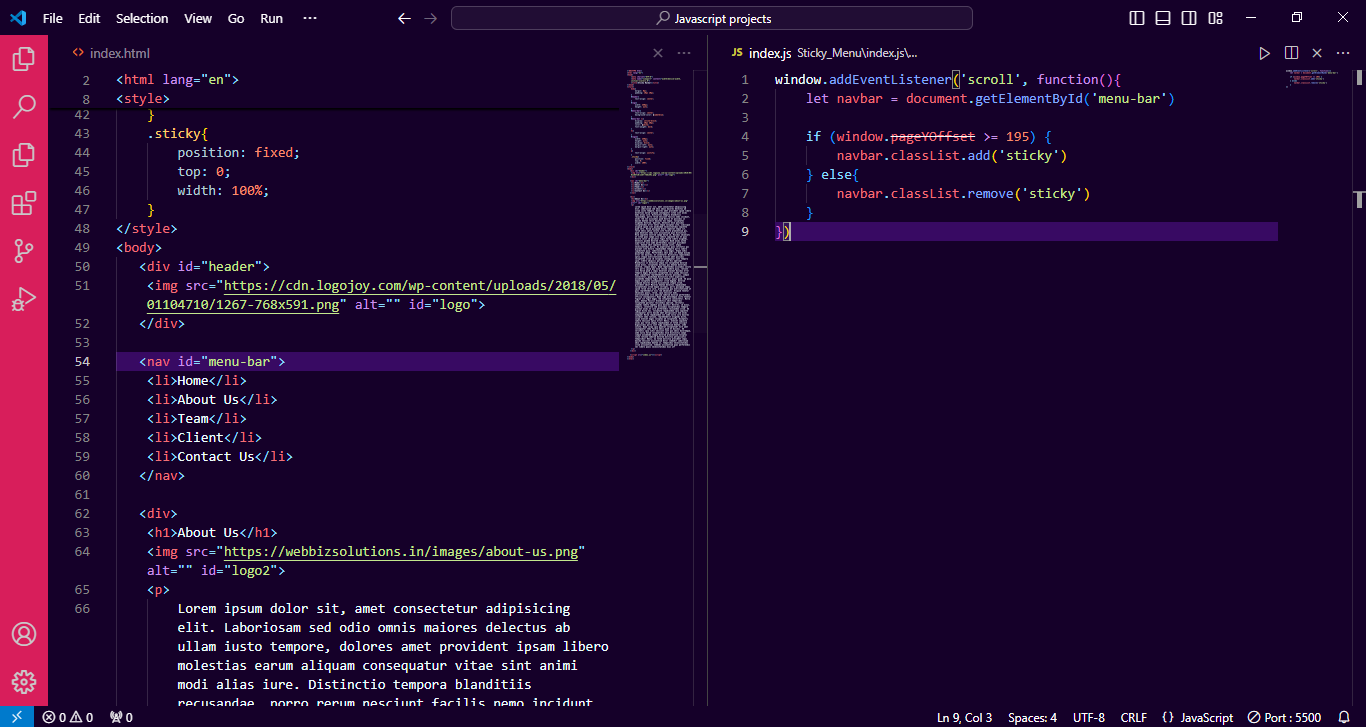 File Edit Selection View Go Run ···
Javascript projects
index.html
2 <html lang="en">
8 <style>
42 }
43 .sticky{
44 position: fixed;
45 top: 0;
46 width: 100%;
47 }
48 </style>
49 <body>
50 <div id="header">
51 <img src="https://cdn.logojoy.com/wp-content/uploads/2018/05/
01104710/1267-768x591.png" alt="" id="logo">
52 </div>
53
54 <nav id="menu-bar">
55 <li>Home</li>
56 <li>About Us</li>
57 <li>Team</li>
58 <li>Client</li>
59 <li>Contact Us</li>
60 </nav>
61
62 <div>
63 <h1>About Us</h1>
64 <img src="https://webbizsolutions.in/images/about-us.png"
alt="" id="logo2">
65 <p>
66 Lorem ipsum dolor sit, amet consectetur adipisicing
elit. Laboriosam sed odio omnis maiores delectus ab
ullam iusto tempore, dolores amet provident ipsam libero
molestias earum aliquam consequatur vitae sint animi
modi alias iure. Distinctio tempora blanditiis
recusandae, porro rerum nesciunt facilis nemo incidunt
JS index.js Sticky_Menu\index.js\...
1 window.addEventListener('scroll', function(){
2 let navbar = document.getElementById('menu-bar')
3
4 if (window.pageYOffset >= 195) {
5 navbar.classList.add('sticky')
6 } else{
7 navbar.classList.remove('sticky')
8 }
9 })
0 0 0
Ln 9, Col 3 Spaces: 4 UTF-8 CRLF {} JavaScript Port : 5500